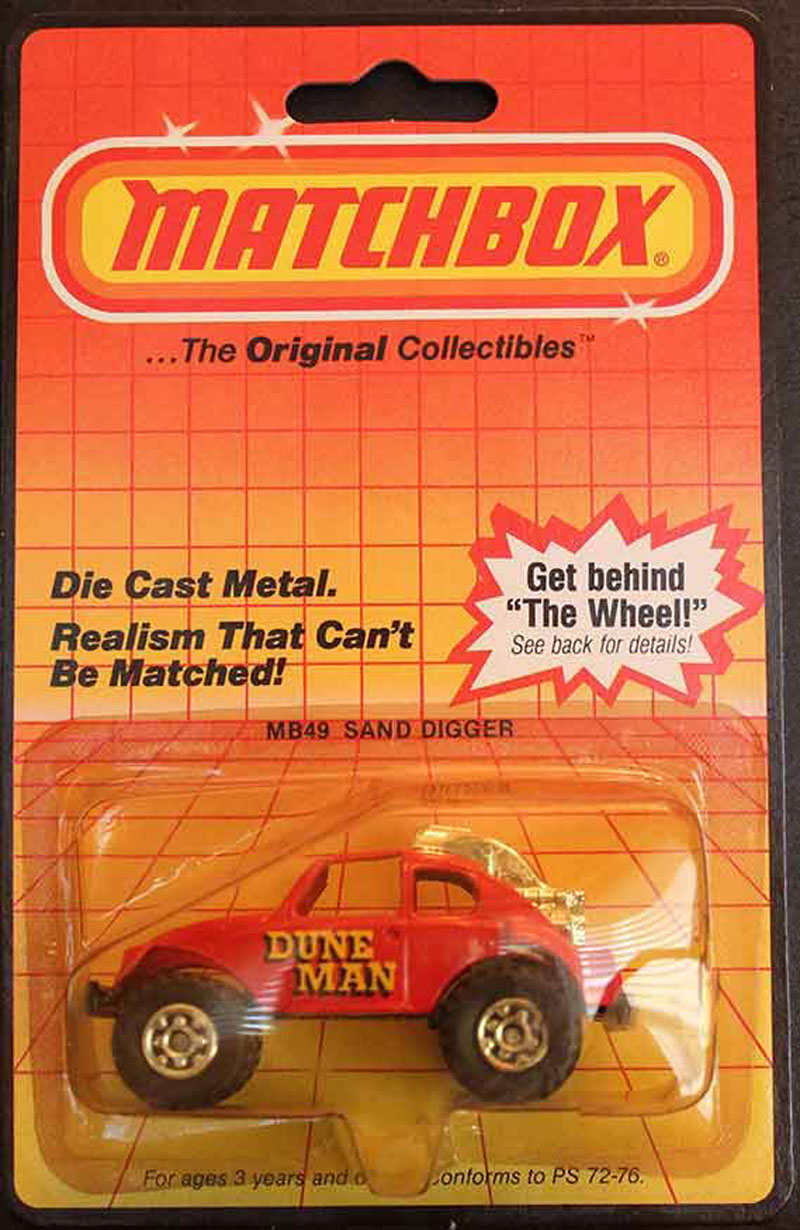 MATCHBOX®
...The Original Collectibles™
Die Cast Metal.
Realism That Can't
Be Matched!
Get behind
“The Wheel!”
See back for details!
MB49 SAND DIGGER
DUNE
MAN
For ages 3 years and conforms to PS 72-76.